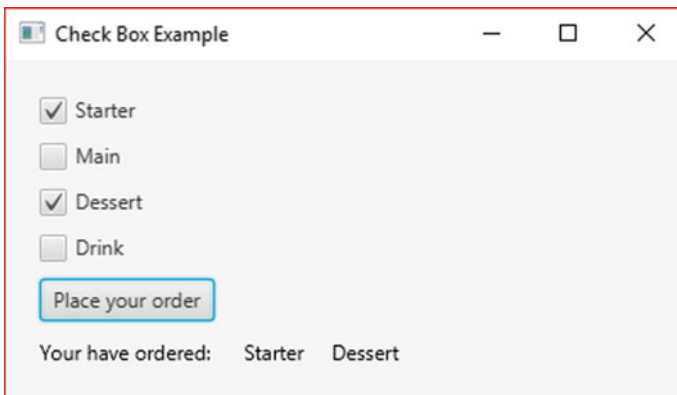 Check Box Example
Starter
Main
Dessert
Drink
Place your order
Your have ordered: Starter Dessert